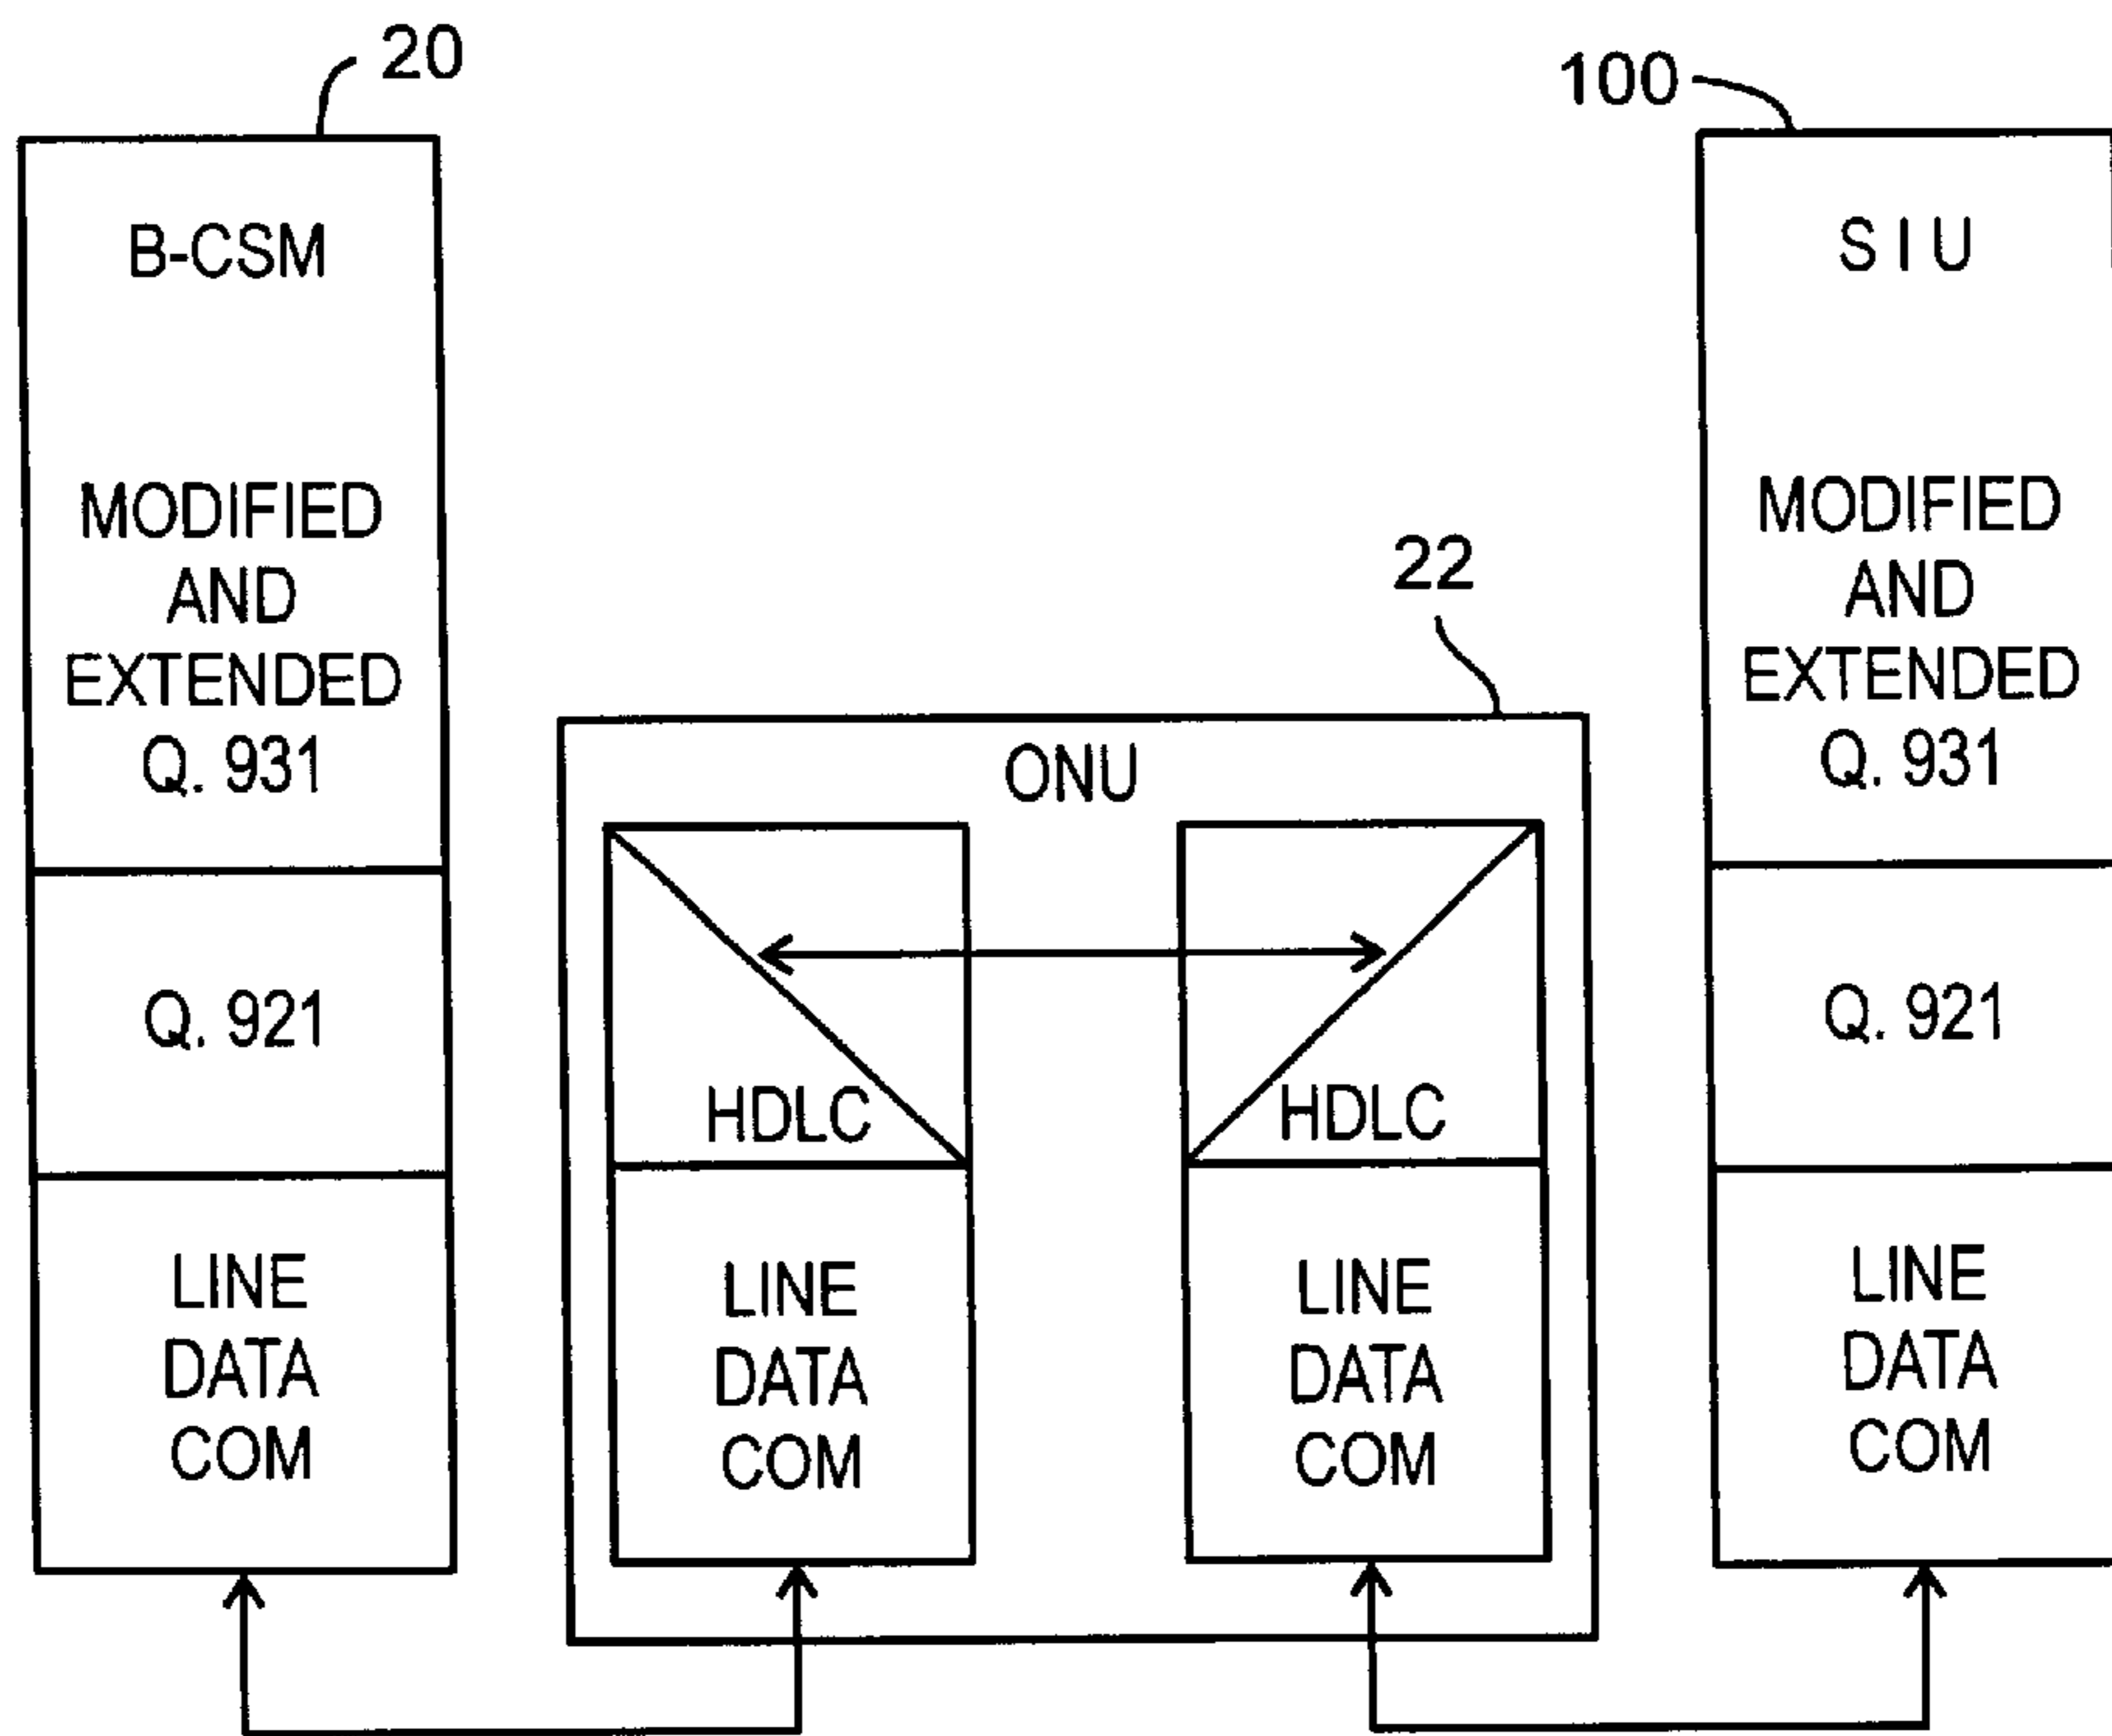 20
100
B-CSM
MODIFIED
AND
EXTENDED
Q. 931
Q. 921
LINE
DATA
COM
22
ONU
HDLC
LINE
DATA
COM
HDLC
LINE
DATA
COM
S I U
MODIFIED
AND
EXTENDED
Q. 931
Q. 921
LINE
DATA
COM